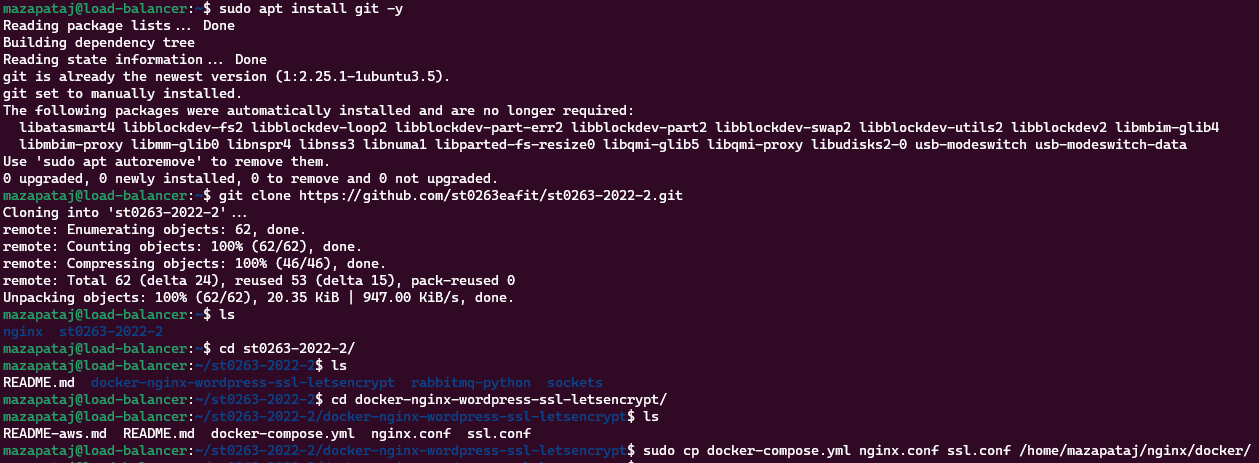 mazapataj@load-balancer:~$ sudo apt install git -y
Reading package lists... Done
Building dependency tree
Reading state information... Done
git is already the newest version (1:2.25.1-1ubuntu3.5).
git set to manually installed.
The following packages were automatically installed and are no longer required:
  libatasmart4 libblockdev-fs2 libblockdev-loop2 libblockdev-part-err2 libblockdev-part2 libblockdev-swap2 libblockdev-utils2 libblockdev2 libmbim-glib4
  libmbim-proxy libmm-glib0 libnspr4 libnss3 libnuma1 libparted-fs-resize0 libqmi-glib5 libqmi-proxy libudisks2-0 usb-modeswitch usb-modeswitch-data
Use 'sudo apt autoremove' to remove them.
0 upgraded, 0 newly installed, 0 to remove and 0 not upgraded.
mazapataj@load-balancer:~$ git clone https://github.com/st0263eafit/st0263-2022-2.git
Cloning into 'st0263-2022-2'...
remote: Enumerating objects: 62, done.
remote: Counting objects: 100% (62/62), done.
remote: Compressing objects: 100% (46/46), done.
remote: Total 62 (delta 24), reused 53 (delta 15), pack-reused 0
Unpacking objects: 100% (62/62), 20.35 KiB | 947.00 KiB/s, done.
mazapataj@load-balancer:~$ ls
nginx  st0263-2022-2
mazapataj@load-balancer:~$ cd st0263-2022-2/
mazapataj@load-balancer:~/st0263-2022-2$ ls
README.md  docker-nginx-wordpress-ssl-letsencrypt  rabbitmq-python  sockets
mazapataj@load-balancer:~/st0263-2022-2$ cd docker-nginx-wordpress-ssl-letsencrypt/
mazapataj@load-balancer:~/st0263-2022-2/docker-nginx-wordpress-ssl-letsencrypt$ ls
README-aws.md  README.md  docker-compose.yml  nginx.conf  ssl.conf
mazapataj@load-balancer:~/st0263-2022-2/docker-nginx-wordpress-ssl-letsencrypt$ sudo cp docker-compose.yml nginx.conf ssl.conf /home/mazapataj/nginx/docker/